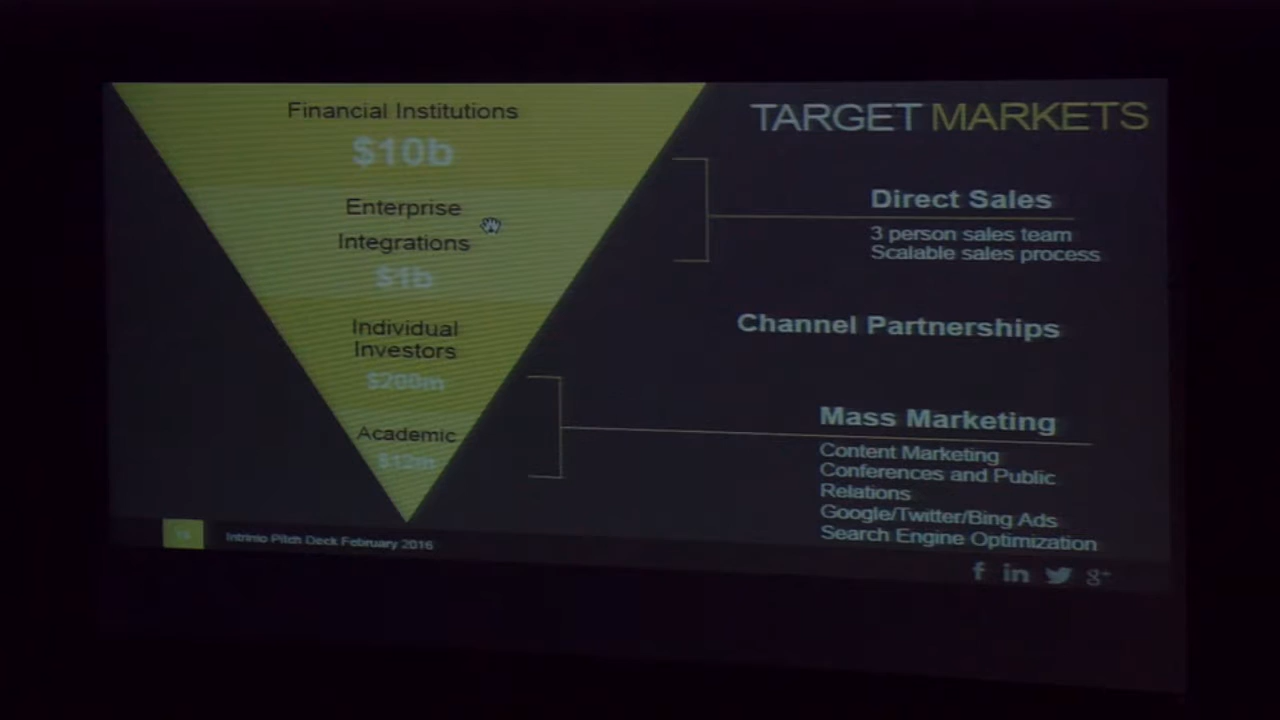 Financial Institutions
$10b
Enterprise
Integrations
$1b
Individual
Investors
$200m
Academic
$12m
TARGET MARKETS
Direct Sales
3 person sales team
Scalable sales process
Channel Partnerships
Mass Marketing
Content Marketing
Conferences and Public
Relations
Google/Twitter/Bing Ads
Search Engine Optimization
Intrinio Pitch Deck February 2016
f in g+